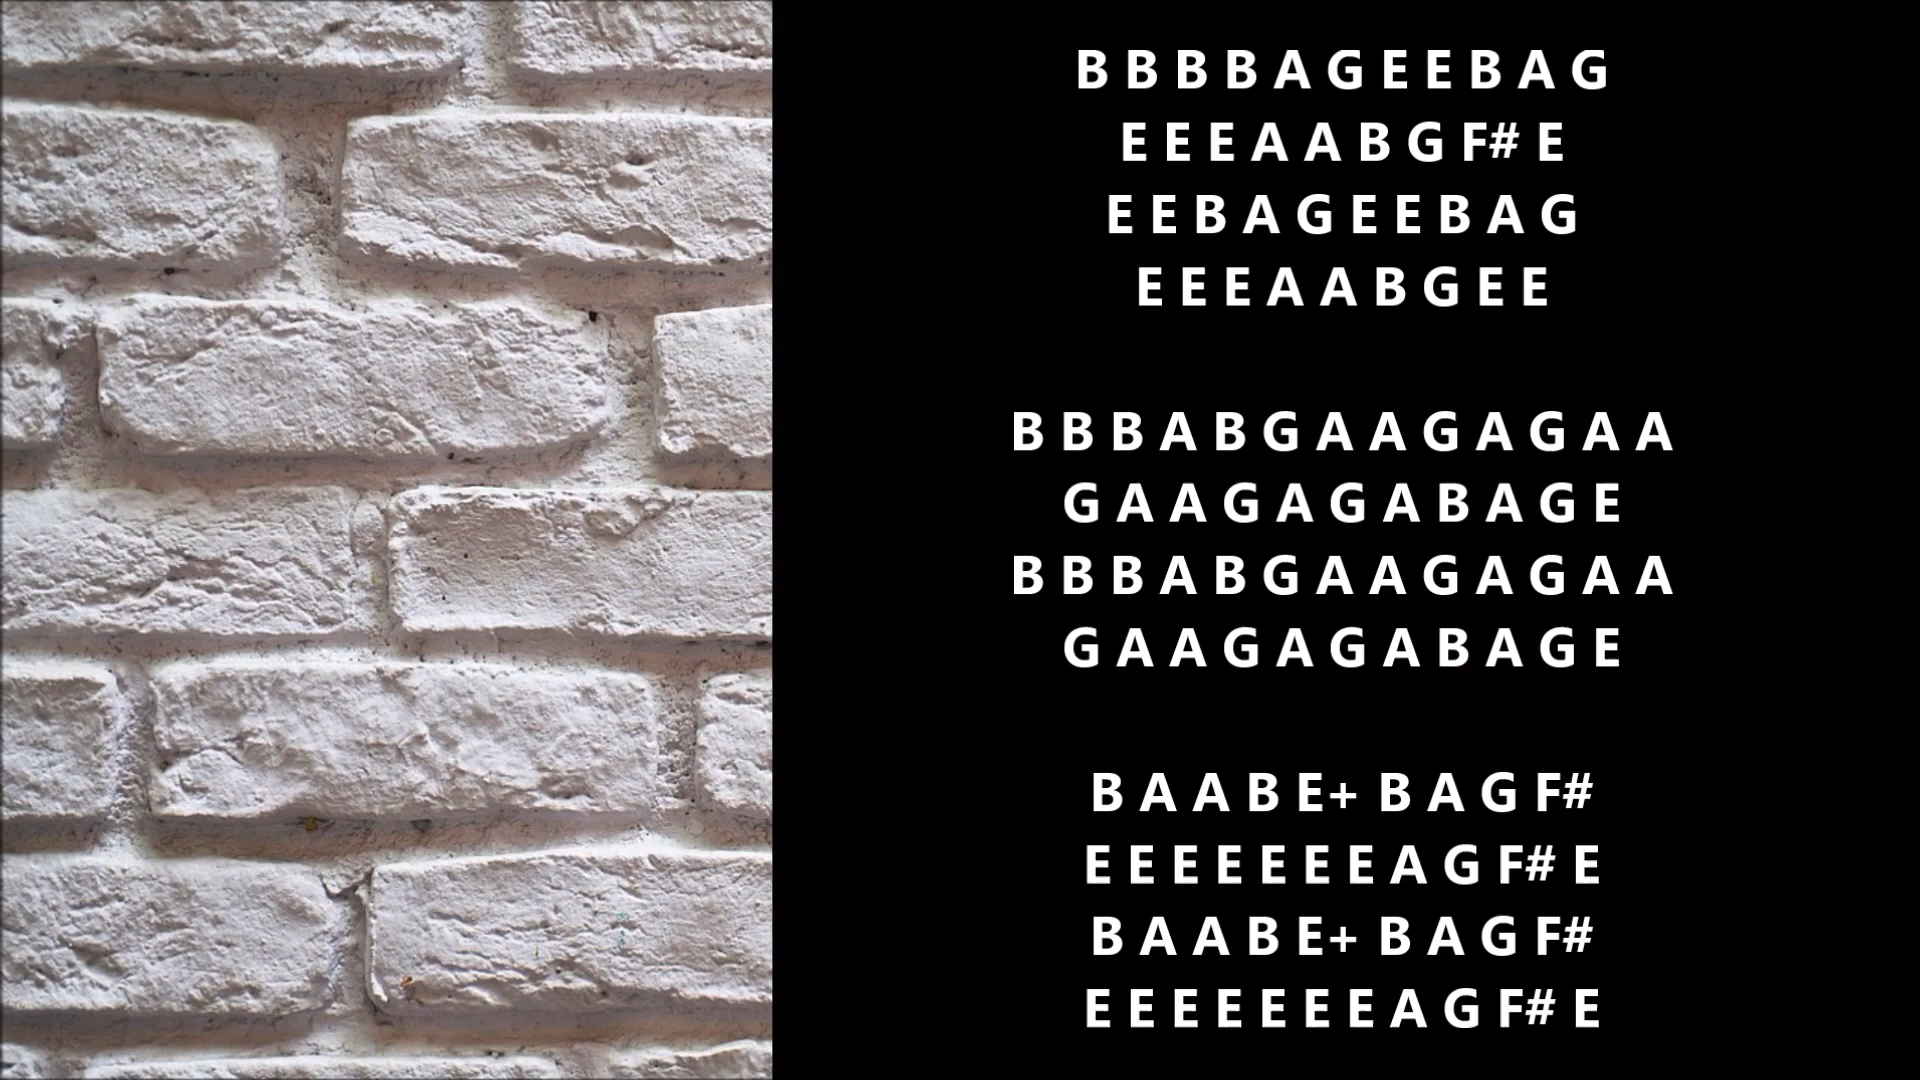 B B B B A G E E B A G
E E E A A B G F# E
E E B A G E E B A G
E E E A A B G E E
B B B A B G A A G A G A A
G A A G A G A B A G E
B B B A B G A A G A G A A
G A A G A G A B A G E
B A A B E+ B A G F#
E E E E E E E A G F# E
B A A B E+ B A G F#
E E E E E E E A G F# E